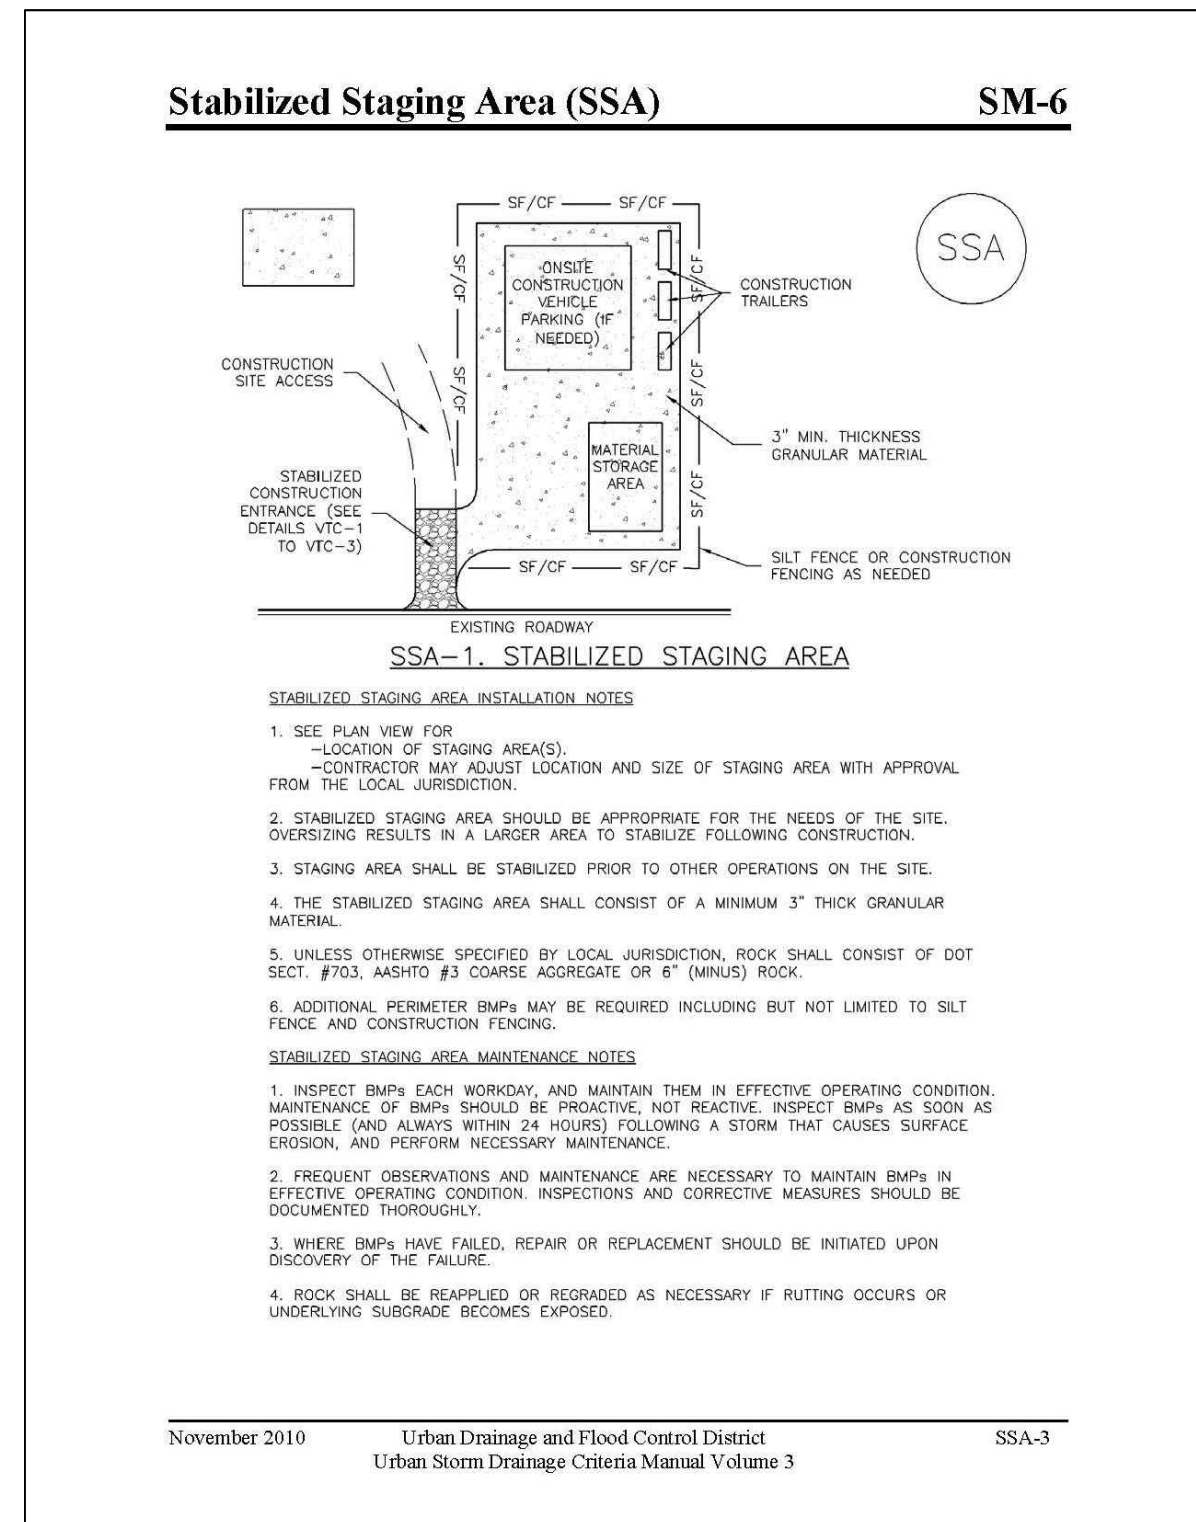 Stabilized Staging Area (SSA) SM-6
SF/CF SF/CF
SF/CF
SF/CF
SSA
ONSITE
CONSTRUCTION
VEHICLE
PARKING (IF
NEEDED)
SF/CF
CONSTRUCTION
TRAILERS
CONSTRUCTION
SITE ACCESS
SF/CF
SF/CF
3" MIN. THICKNESS
GRANULAR MATERIAL
MATERIAL
STORAGE
AREA
STABILIZED
CONSTRUCTION
ENTRANCE (SEE
DETAILS VTC-1
TO VTC-3)
SF/CF SF/CF
SILT FENCE OR CONSTRUCTION
FENCING AS NEEDED
EXISTING ROADWAY
SSA-1. STABILIZED STAGING AREA
STABILIZED STAGING AREA INSTALLATION NOTES
1. SEE PLAN VIEW FOR
-LOCATION OF STAGING AREA(S).
-CONTRACTOR MAY ADJUST LOCATION AND SIZE OF STAGING AREA WITH APPROVAL
FROM THE LOCAL JURISDICTION.
2. STABILIZED STAGING AREA SHOULD BE APPROPRIATE FOR THE NEEDS OF THE SITE.
OVERSIZING RESULTS IN A LARGER AREA TO STABILIZE FOLLOWING CONSTRUCTION.
3. STAGING AREA SHALL BE STABILIZED PRIOR TO OTHER OPERATIONS ON THE SITE.
4. THE STABILIZED STAGING AREA SHALL CONSIST OF A MINIMUM 3" THICK GRANULAR
MATERIAL.
5. UNLESS OTHERWISE SPECIFIED BY LOCAL JURISDICTION, ROCK SHALL CONSIST OF DOT
SECT. #703, AASHTO #3 COARSE AGGREGATE OR 6" (MINUS) ROCK.
6. ADDITIONAL PERIMETER BMPs MAY BE REQUIRED INCLUDING BUT NOT LIMITED TO SILT
FENCE AND CONSTRUCTION FENCING.
STABILIZED STAGING AREA MAINTENANCE NOTES
1. INSPECT BMPs EACH WORKDAY, AND MAINTAIN THEM IN EFFECTIVE OPERATING CONDITION.
MAINTENANCE OF BMPs SHOULD BE PROACTIVE, NOT REACTIVE. INSPECT BMPs AS SOON AS
POSSIBLE (AND ALWAYS WITHIN 24 HOURS) FOLLOWING A STORM THAT CAUSES SURFACE
EROSION, AND PERFORM NECESSARY MAINTENANCE.
2. FREQUENT OBSERVATIONS AND MAINTENANCE ARE NECESSARY TO MAINTAIN BMPs IN
EFFECTIVE OPERATING CONDITION. INSPECTIONS AND CORRECTIVE MEASURES SHOULD BE
DOCUMENTED THOROUGHLY.
3. WHERE BMPs HAVE FAILED, REPAIR OR REPLACEMENT SHOULD BE INITIATED UPON
DISCOVERY OF THE FAILURE.
4. ROCK SHALL BE REAPPLIED OR REGRADED AS NECESSARY IF RUTTING OCCURS OR
UNDERLYING SUBGRADE BECOMES EXPOSED.
November 2010 Urban Drainage and Flood Control District SSA-3
Urban Storm Drainage Criteria Manual Volume 3